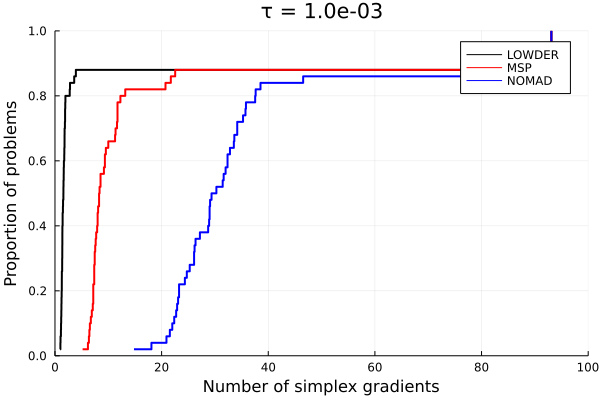 τ = 1.0e-03
1.0
0.8
0.6
0.4
0.2
0.0
Proportion of problems
LOWDER
MSP
NOMAD
0 20 40 60 80 100
Number of simplex gradients